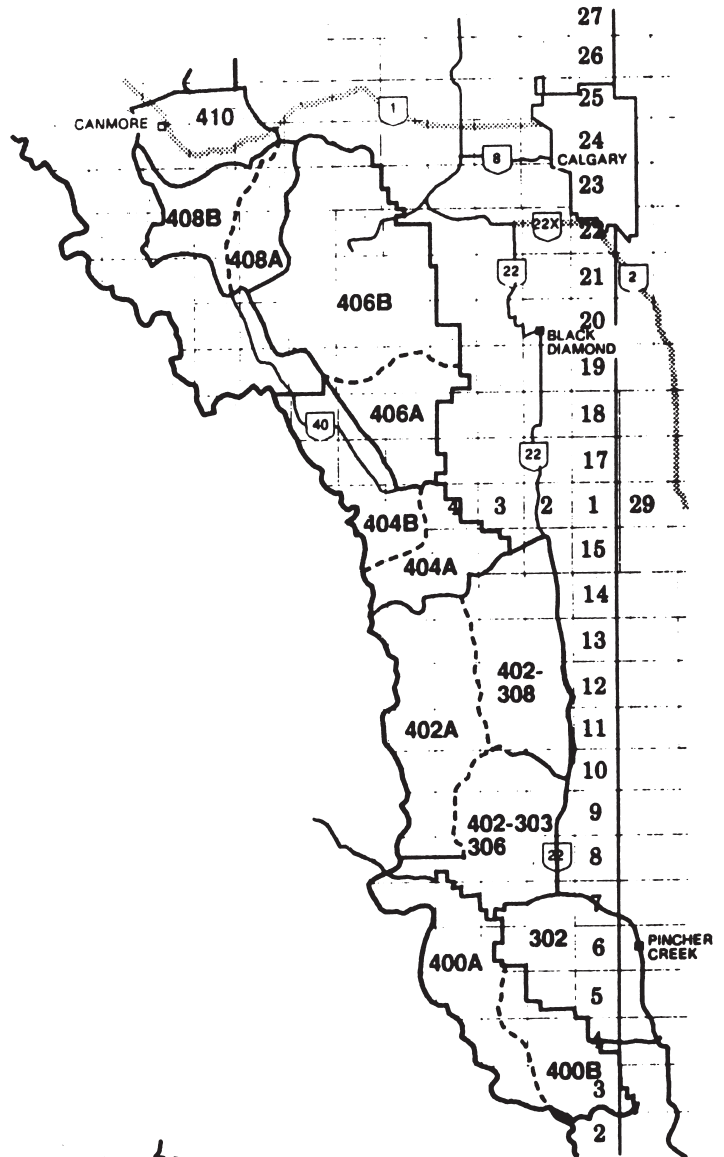 27
26
25
1
410
CANMORE
24
CALGARY
8
23
408B
22X
22
408A
22
21
2
406B
20
BLACK
DIAMOND
19
406A
18
40
22
17
4
3
2
1
29
404B
15
404A
14
13
402-
308
12
402A
11
10
9
402-303
306
22
8
7
302
6
PINCHER
CREEK
400A
5
4
400B
3
2